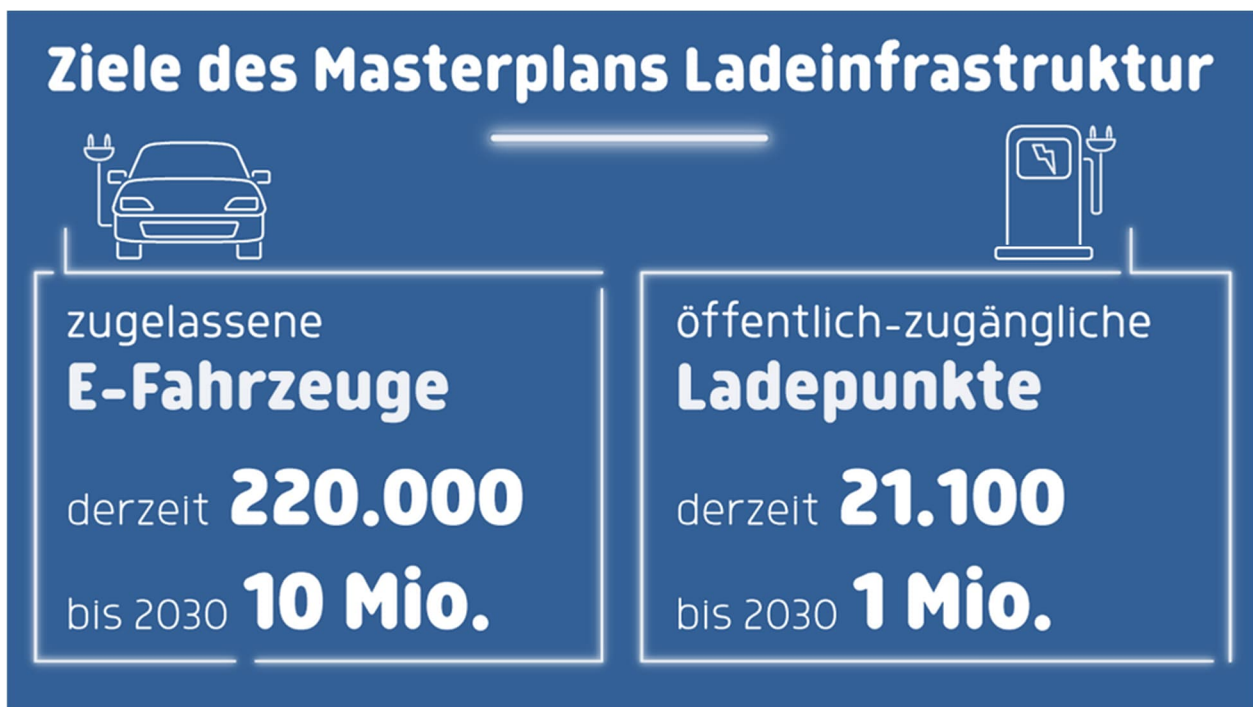 Ziele des Masterplans Ladeinfrastruktur
zugelassene
E-Fahrzeuge
derzeit 220.000
bis 2030 10 Mio.
öffentlich-zugängliche
Ladepunkte
derzeit 21.100
bis 2030 1 Mio.